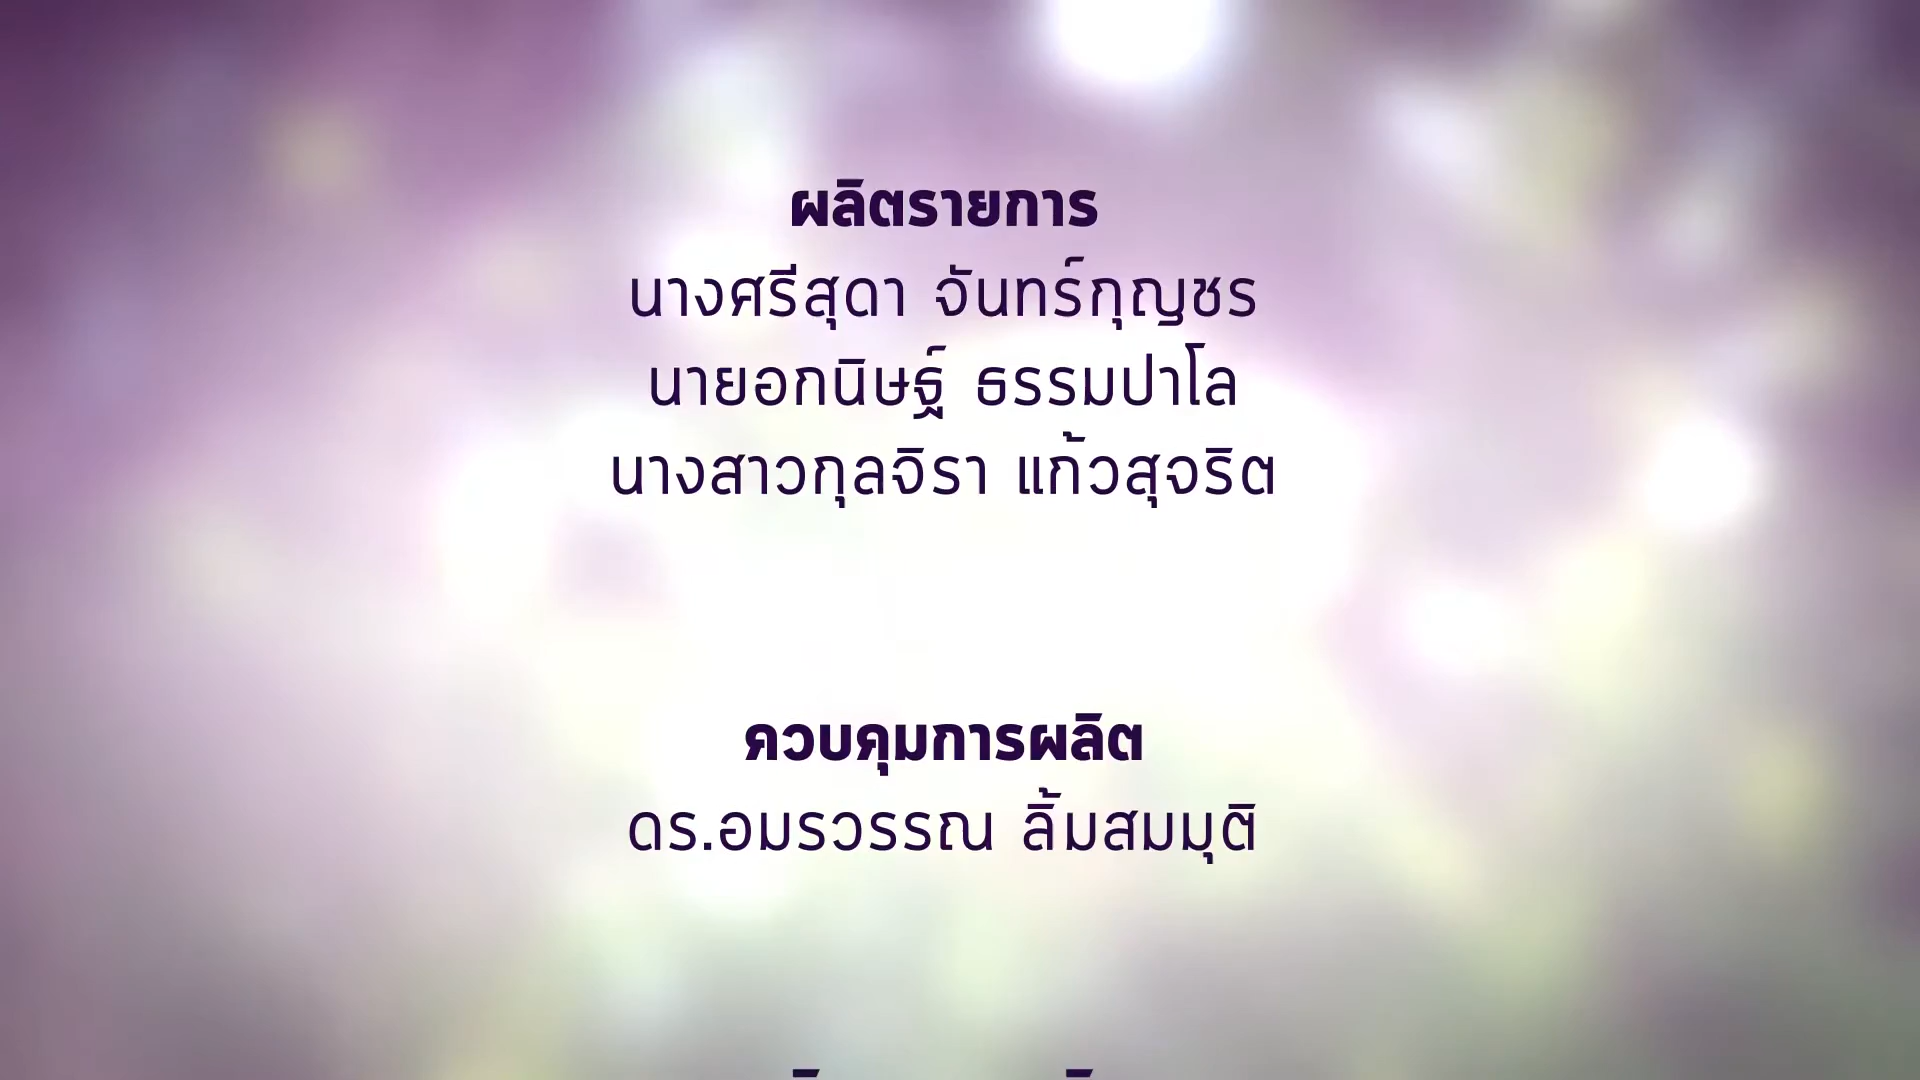 ผลิตรายการ
นางศรีสุดา จันทร์กุญชร
นายอกนิษฐ์ ธรรมปาโล
นางสาวกุลจิรา แก้วสุจริต
ควบคุมการผลิต
ดร.อมรวรรณ ลิ้มสมมุติ